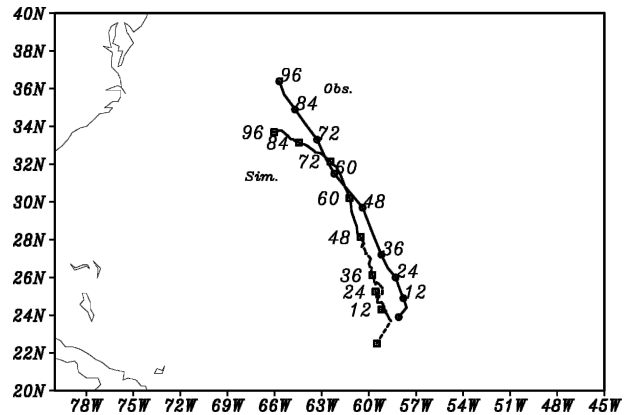 40N
38N
36N
34N
32N
30N
28N
26N
24N
22N
20N
96
Obs.
84
72
96
84
72
60
Sim.
60
48
48
36
36
24
24
12
12
78W 75W 72W 69W 66W 63W 60W 57W 54W 51W 48W 45W